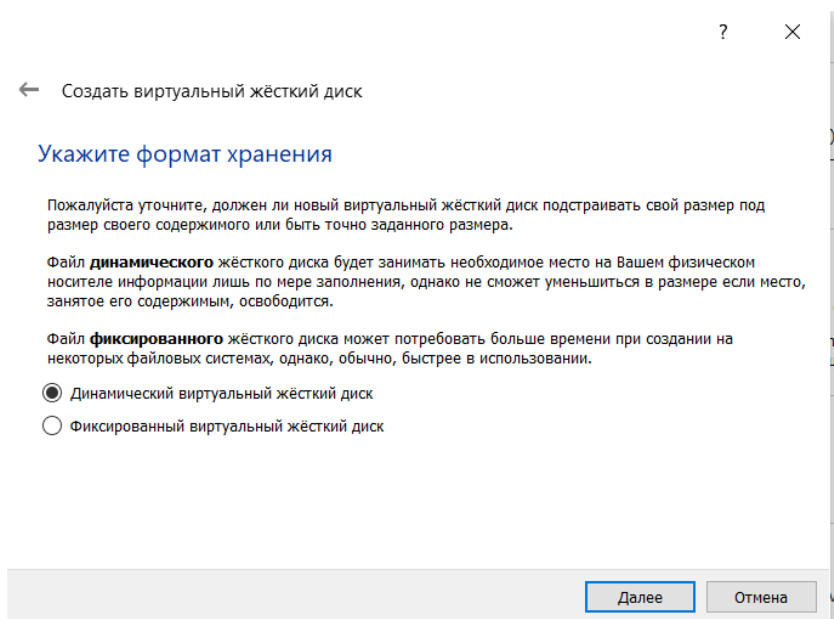 ?
Создать виртуальный жёсткий диск
Укажите формат хранения
Пожалуйста уточните, должен ли новый виртуальный жёсткий диск подстраивать свой размер под
размер своего содержимого или быть точно заданного размера.
Файл динамического жёсткого диска будет занимать необходимое место на Вашем физическом
носителе информации лишь по мере заполнения, однако не сможет уменьшиться в размере если место,
занятое его содержимым, освободится.
Файл фиксированного жёсткого диска может потребовать больше времени при создании на
некоторых файловых системах, однако, обычно, быстрее в использовании.
Динамический виртуальный жёсткий диск
Фиксированный виртуальный жёсткий диск
Далее Отмена